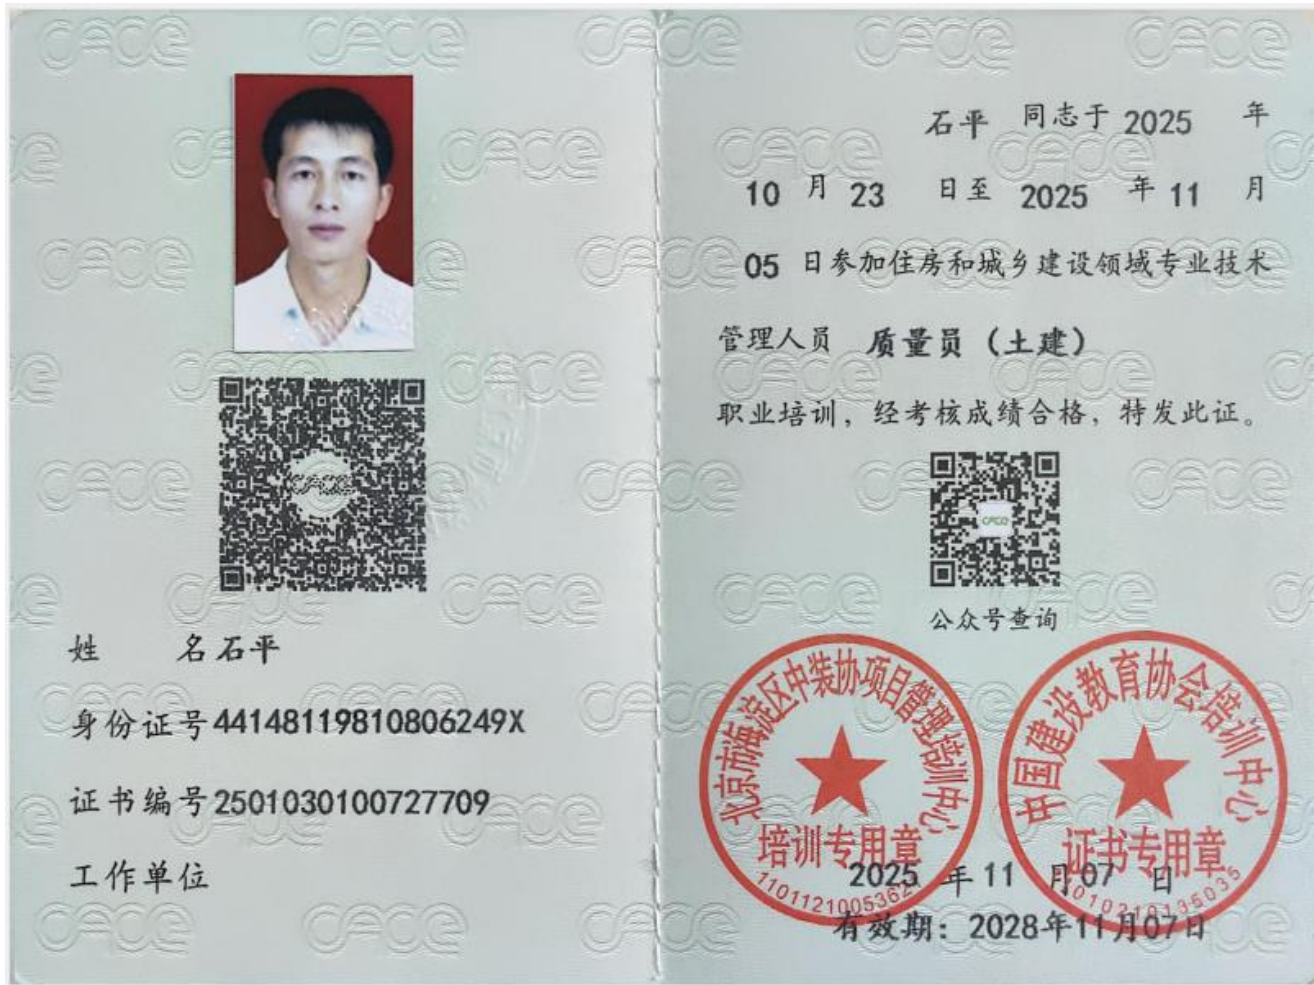 姓 名石平
身份证号44148119810806249X
证书编号2501030100727709
工作单位
石平 同志于 2025 年
10 月 23 日至 2025 年 11 月
05 日参加住房和城乡建设领域专业技术
管理人员 质量员（土建）
职业培训，经考核成绩合格，特发此证。
CACE
公众号查询
北京市海淀区中装协项目管理培训中心
培训专用章
1101121005362
中国建设教育协会培训中心
证书专用章
2025 年 11 月 07 日
有效期：2028年11月07日